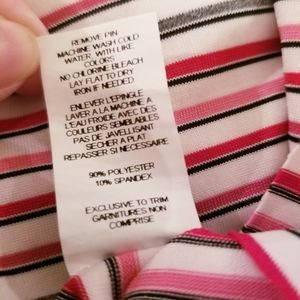 REMOVE PIN
MACHINE WASH COLD
WATER, WITH LIKE
COLORS
NO CHLORINE BLEACH
LAY FLAT TO DRY
IRON IF NEEDED
ENLEVER L'EPINGLE
LAVER A LA MACHINE A
L'EAU FROIDE AVEC DES
COULEURS SEMBLABLES
PAS DE JAVELLISANT
SECHER A PLAT
REPASSER SI NECESSAIRE
90% POLYESTER
10% SPANDEX
EXCLUSIVE TO TRIM
GARNITURES NON
COMPRISE